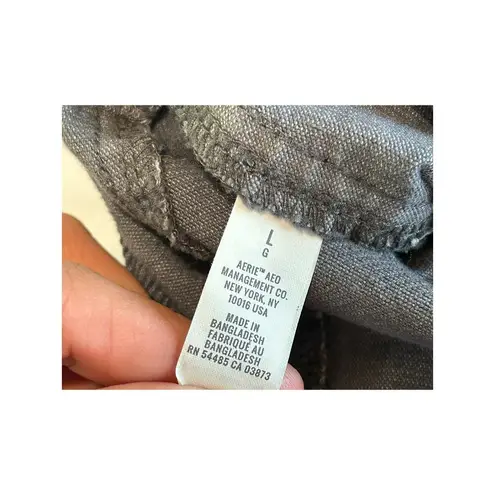 L
G
AERIE™ AEO
MANAGEMENT CO.
NEW YORK, NY
10016 USA
MADE IN
BANGLADESH
FABRIQUÉ AU
BANGLADESH
RN 54485 CA 03873